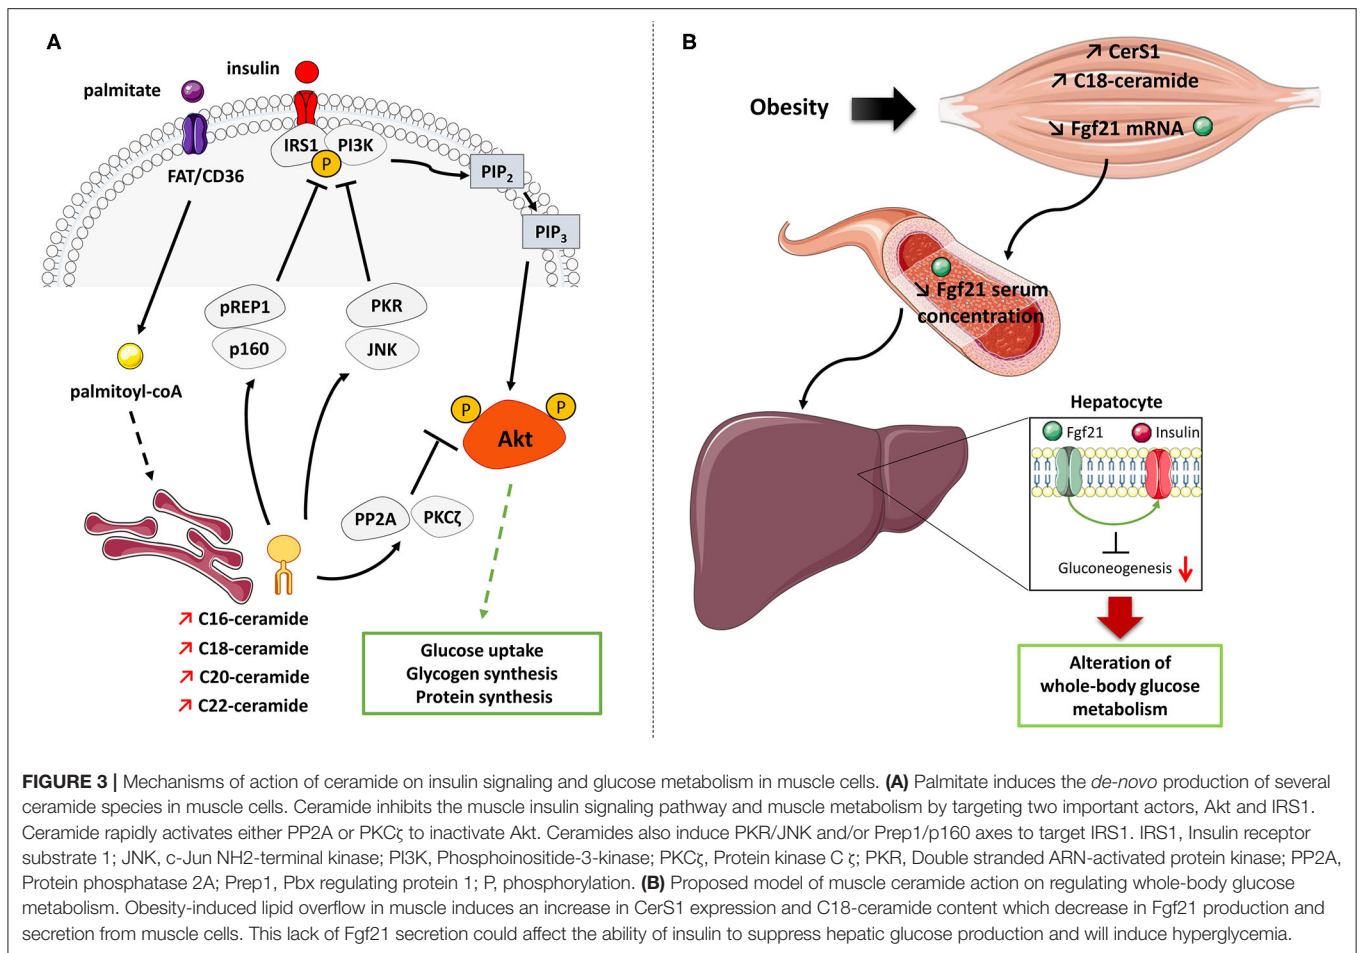 A
insulin
palmitate
IRS1
PI3K
P
FAT/CD36
PIP2
PIP3
pREP1
p160
PKR
JNK
palmitoyl-coA
P
P
Akt
PP2A
PKCζ
↗ C16-ceramide
↗ C18-ceramide
↗ C20-ceramide
↗ C22-ceramide
Glucose uptake
Glycogen synthesis
Protein synthesis
B
Obesity
↗ CerS1
↗ C18-ceramide
↘ Fgf21 mRNA
↘ Fgf21 serum
concentration
Hepatocyte
Fgf21
Insulin
Gluconeogenesis
Alteration of
whole-body glucose
metabolism
FIGURE 3 | Mechanisms of action of ceramide on insulin signaling and glucose metabolism in muscle cells. (A) Palmitate induces the de-novo production of several
ceramide species in muscle cells. Ceramide inhibits the muscle insulin signaling pathway and muscle metabolism by targeting two important actors, Akt and IRS1.
Ceramide rapidly activates either PP2A or PKCζ to inactivate Akt. Ceramides also induce PKR/JNK and/or Prep1/p160 axes to target IRS1. IRS1, Insulin receptor
substrate 1; JNK, c-Jun NH2-terminal kinase; PI3K, Phosphoinositide-3-kinase; PKCζ, Protein kinase C ζ; PKR, Double stranded ARN-activated protein kinase; PP2A,
Protein phosphatase 2A; Prep1, Pbx regulating protein 1; P, phosphorylation. (B) Proposed model of muscle ceramide action on regulating whole-body glucose
metabolism. Obesity-induced lipid overflow in muscle induces an increase in CerS1 expression and C18-ceramide content which decrease in Fgf21 production and
secretion from muscle cells. This lack of Fgf21 secretion could affect the ability of insulin to suppress hepatic glucose production and will induce hyperglycemia.